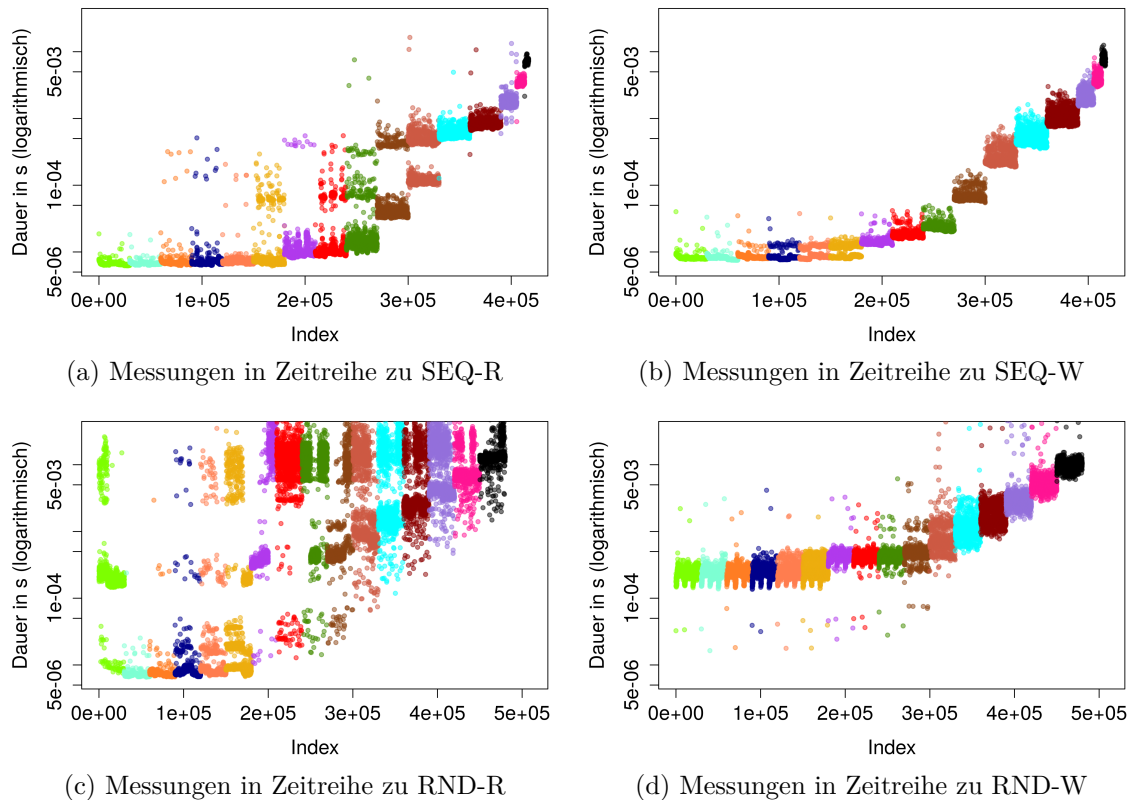 Dauer in s (logarithmisch)
5e-03
1e-04
5e-06
0e+00 1e+05 2e+05 3e+05 4e+05
Index
(a) Messungen in Zeitreihe zu SEQ-R
Dauer in s (logarithmisch)
5e-03
1e-04
5e-06
0e+00 1e+05 2e+05 3e+05 4e+05
Index
(b) Messungen in Zeitreihe zu SEQ-W
Dauer in s (logarithmisch)
5e-03
1e-04
5e-06
0e+00 1e+05 2e+05 3e+05 4e+05 5e+05
Index
(c) Messungen in Zeitreihe zu RND-R
Dauer in s (logarithmisch)
5e-03
1e-04
5e-06
0e+00 1e+05 2e+05 3e+05 4e+05 5e+05
Index
(d) Messungen in Zeitreihe zu RND-W